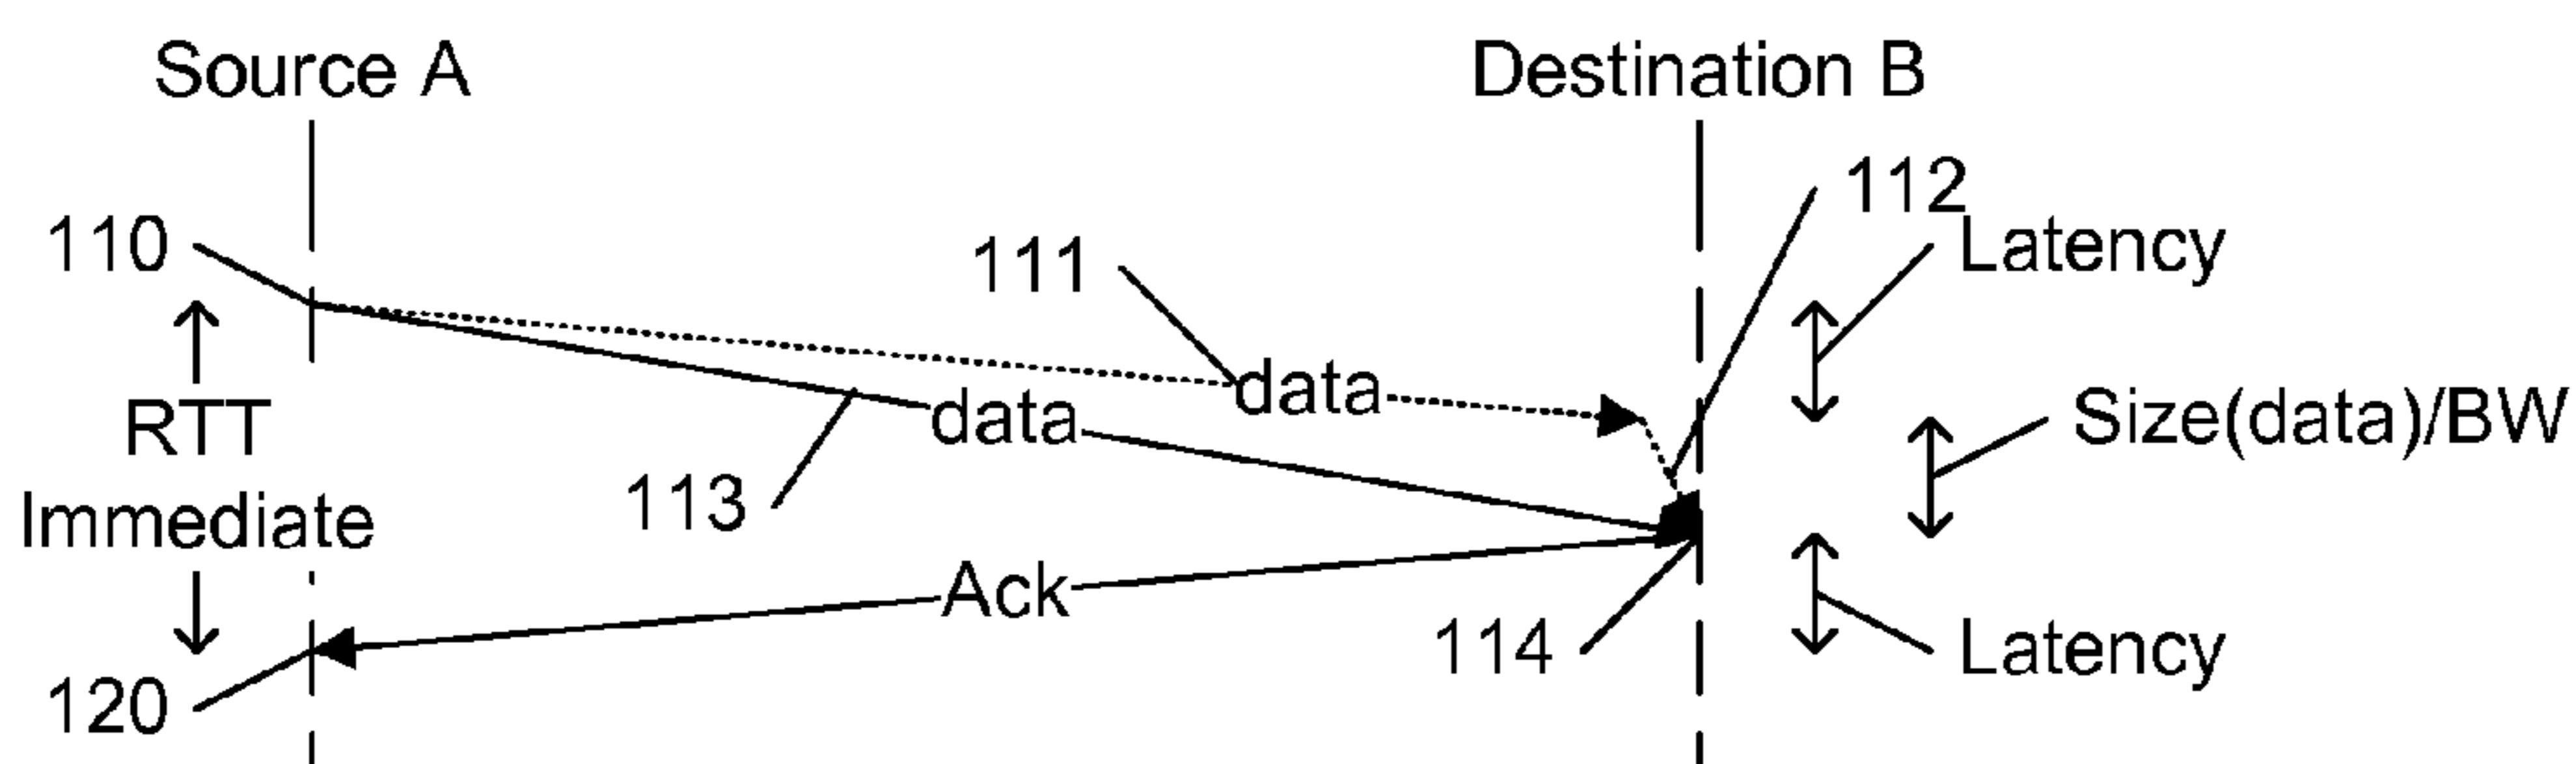 Source A
Destination B
112
110
Latency
111
data
RTT
data
Size(data)/BW
113
Immediate
Ack
114
Latency
120